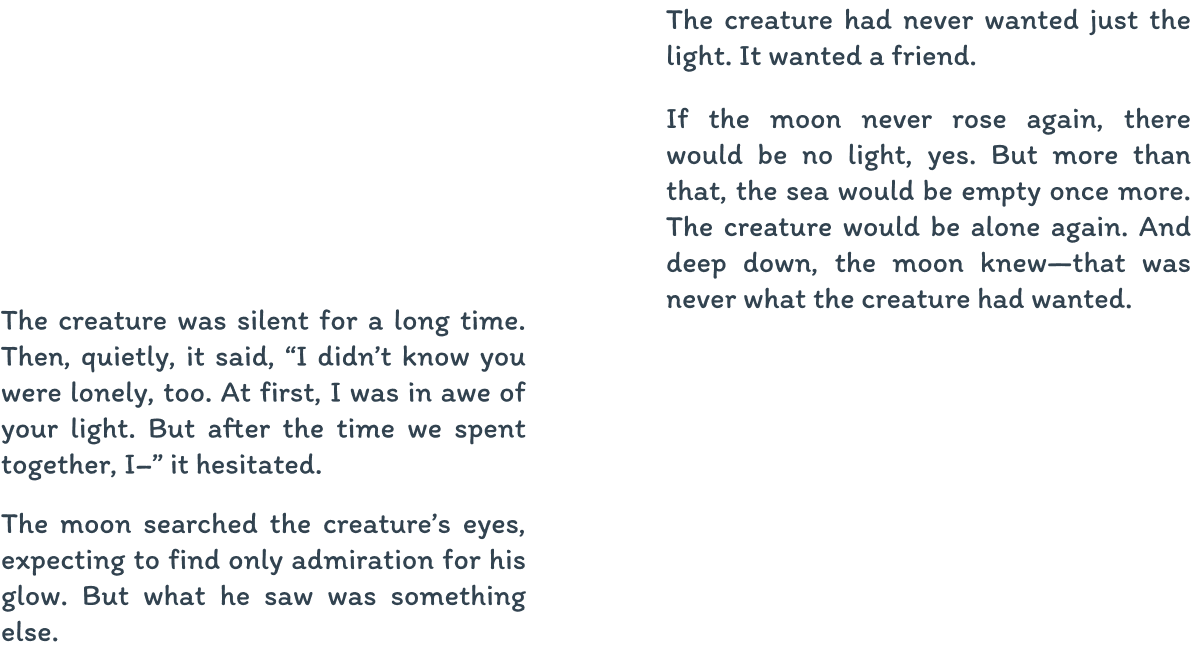 The creature was silent for a long time.
Then, quietly, it said, “I didn’t know you
were lonely, too. At first, I was in awe of
your light. But after the time we spent
together, I–” it hesitated.
The moon searched the creature’s eyes,
expecting to find only admiration for his
glow. But what he saw was something
else.
The creature had never wanted just the
light. It wanted a friend.
If the moon never rose again, there
would be no light, yes. But more than
that, the sea would be empty once more.
The creature would be alone again. And
deep down, the moon knew—that was
never what the creature had wanted.